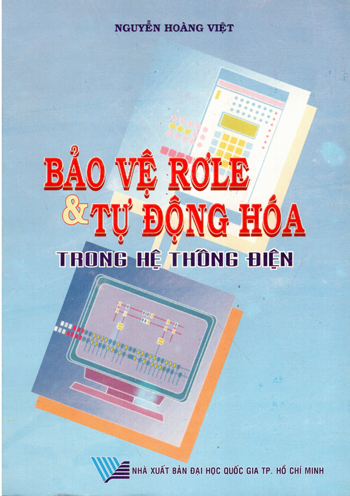 NGUYỄN HOÀNG VIỆT
BẢO VỆ RƠLE
& TỰ ĐỘNG HÓA
TRONG HỆ THỐNG ĐIỆN
NHÀ XUẤT BẢN ĐẠI HỌC QUỐC GIA TP. HỒ CHÍ MINH